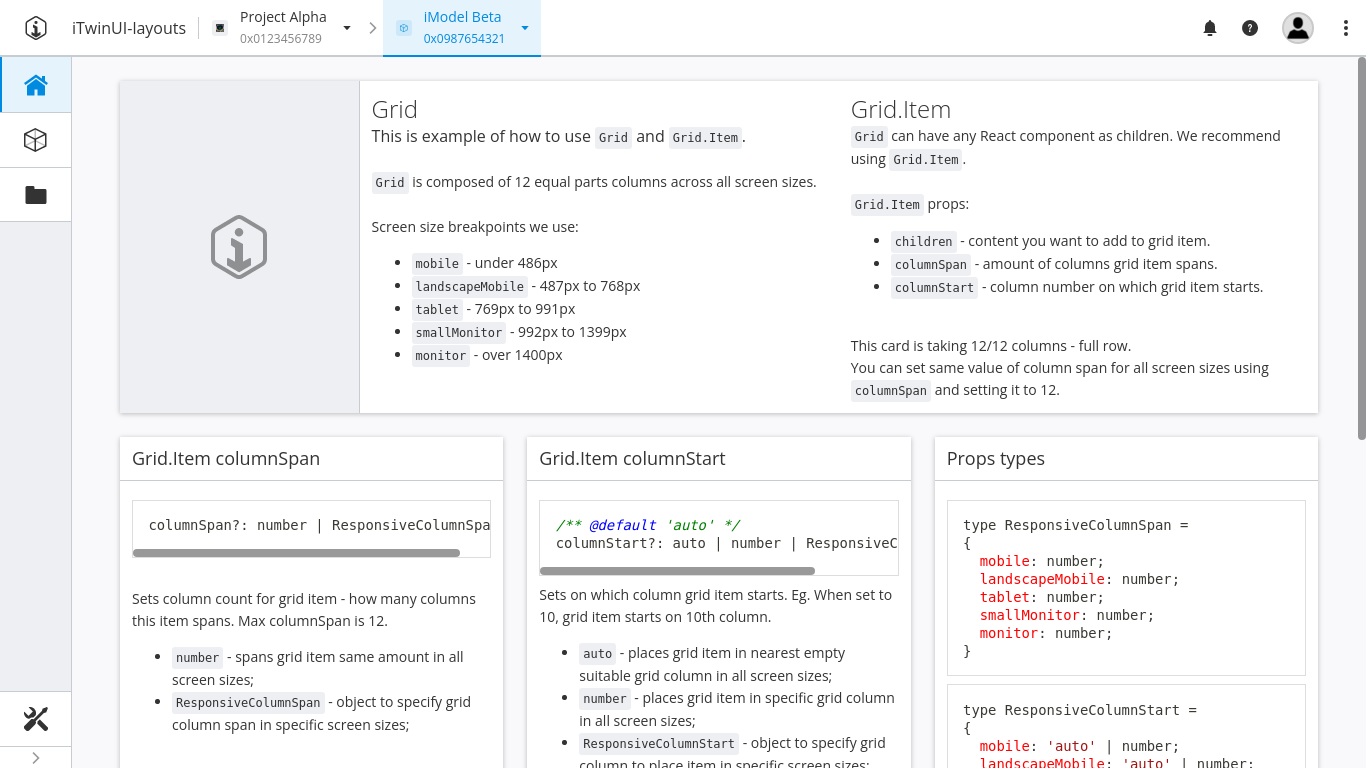 iTwinUI-layouts
Project Alpha
0x0123456789
iModel Beta
0x0987654321
Grid
This is example of how to use Grid and Grid.Item.
Grid is composed of 12 equal parts columns across all screen sizes.
Screen size breakpoints we use:
mobile - under 486px
landscapeMobile - 487px to 768px
tablet - 769px to 991px
smallMonitor - 992px to 1399px
monitor - over 1400px
Grid.Item
Grid can have any React component as children. We recommend
using Grid.Item.
Grid.Item props:
children - content you want to add to grid item.
columnSpan - amount of columns grid item spans.
columnStart - column number on which grid item starts.
This card is taking 12/12 columns - full row.
You can set same value of column span for all screen sizes using
columnSpan and setting it to 12.
Grid.Item columnSpan
columnSpan?: number | ResponsiveColumnSpa
Sets column count for grid item - how many columns
this item spans. Max columnSpan is 12.
number - spans grid item same amount in all
screen sizes;
ResponsiveColumnSpan - object to specify grid
column span in specific screen sizes;
Grid.Item columnStart
/** @default 'auto' */
columnStart?: auto | number | ResponsiveC
Sets on which column grid item starts. Eg. When set to
10, grid item starts on 10th column.
auto - places grid item in nearest empty
suitable grid column in all screen sizes;
number - places grid item in specific grid column
in all screen sizes;
ResponsiveColumnStart - object to specify grid
column to place item in specific screen sizes;
Props types
type ResponsiveColumnSpan =
{
mobile: number;
landscapeMobile: number;
tablet: number;
smallMonitor: number;
monitor: number;
}
type ResponsiveColumnStart =
{
mobile: 'auto' | number;
landscapeMobile: 'auto' | number;